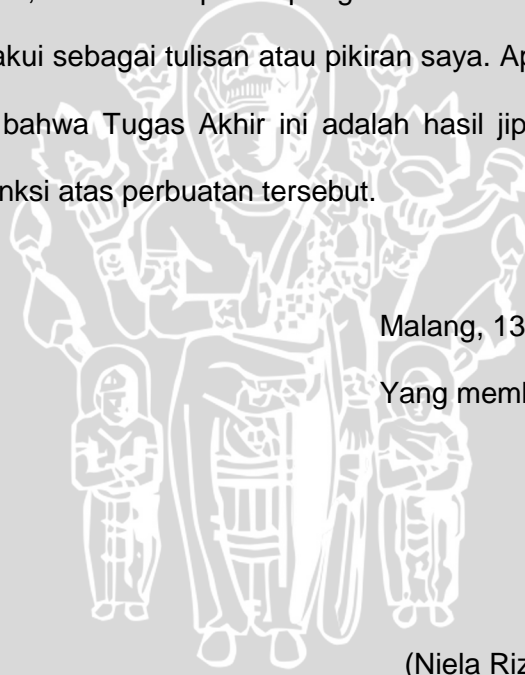 akui sebagai tulisan atau pikiran saya. Ap
bahwa Tugas Akhir ini adalah hasil jip
nksi atas perbuatan tersebut.
Malang, 13
Yang meml
(Niela Riz